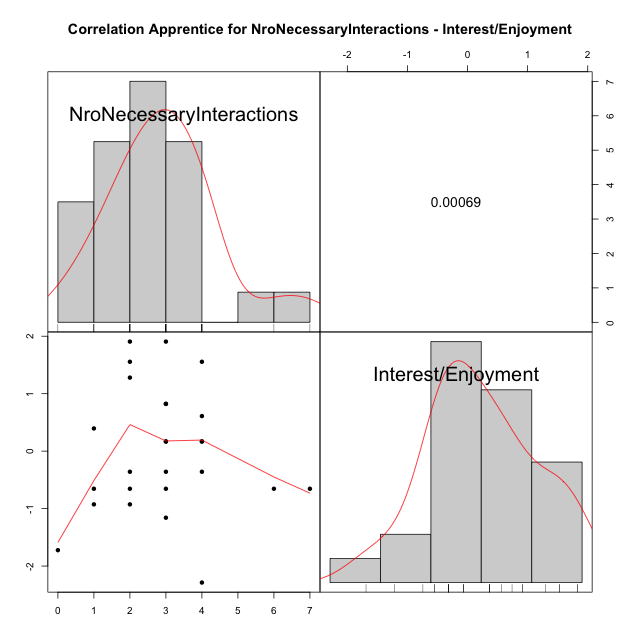 Correlation Apprentice for NroNecessaryInteractions - Interest/Enjoyment
-2 -1 0 1 2
NroNecessaryInteractions
0.00069
7
6
5
4
3
2
1
0
2
1
0
-1
-2
Interest/Enjoyment
0 1 2 3 4 5 6 7